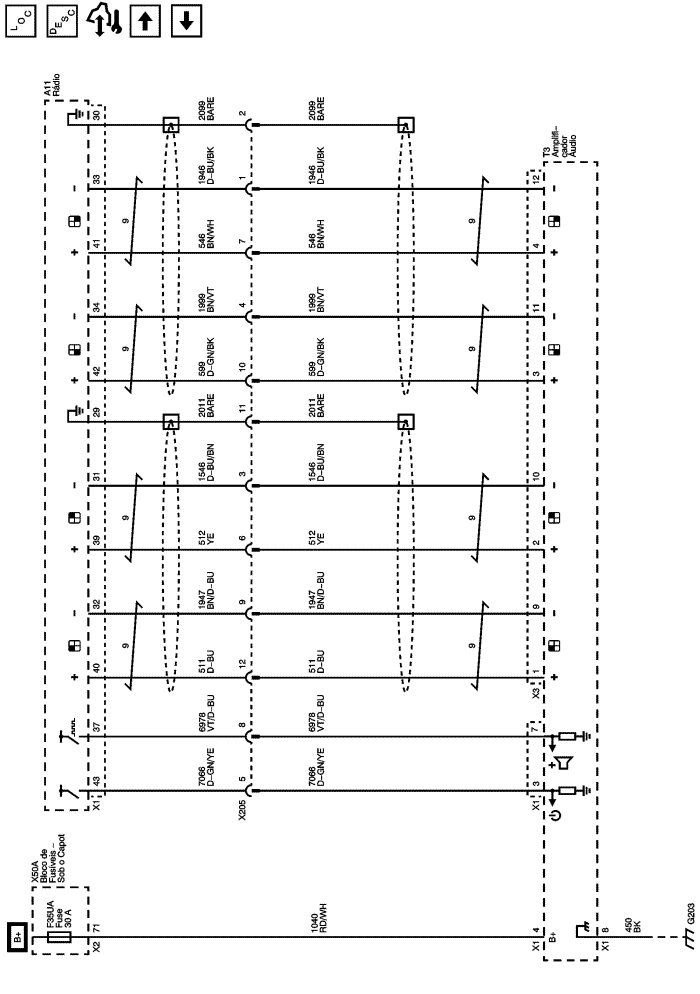 LOC
DESC
B+
X50A
Bloco de
Fusíveis –
Sob o Capot
F35UA
Fuse
30 A
A11
Rádio
+ – + – + – + –
71 43 37 40 32 39 31 29 42 34 41 33 30
X2 X1
9 9 9 9
7066
D–GN/YE
6978
VT/D–BU
511
D–BU
1947
BN/D–BU
512
YE
1546
D–BU/BN
2011
BARE
599
D–GN/BK
1999
BN/VT
546
BN/WH
1946
D–BU/BK
2099
BARE
X205 5 8 12 9 6 3 11 10 4 7 1 2
1040
RD/WH
7066
D–GN/YE
6978
VT/D–BU
511
D–BU
1947
BN/D–BU
512
YE
1546
D–BU/BN
2011
BARE
599
D–GN/BK
1999
BN/VT
546
BN/WH
1946
D–BU/BK
2099
BARE
9 9 9 9
X1 4 X1 3 7 X3 1 9 2 10 3 11 4 12
B+
+ – + – + – + –
+
T3
Amplifi–
cador
Áudio
X1 8
450
BK
G203